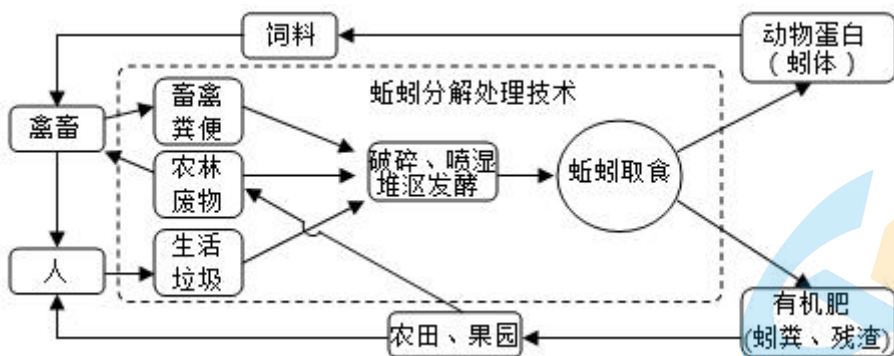 饲料
动物蛋白
（蚓体）
蚯蚓分解处理技术
畜禽
粪便
禽畜
破碎、喷湿
堆沤发酵
蚯蚓取食
农林
废物
生活
垃圾
人
有机肥
(蚓粪、残渣)
农田、果园